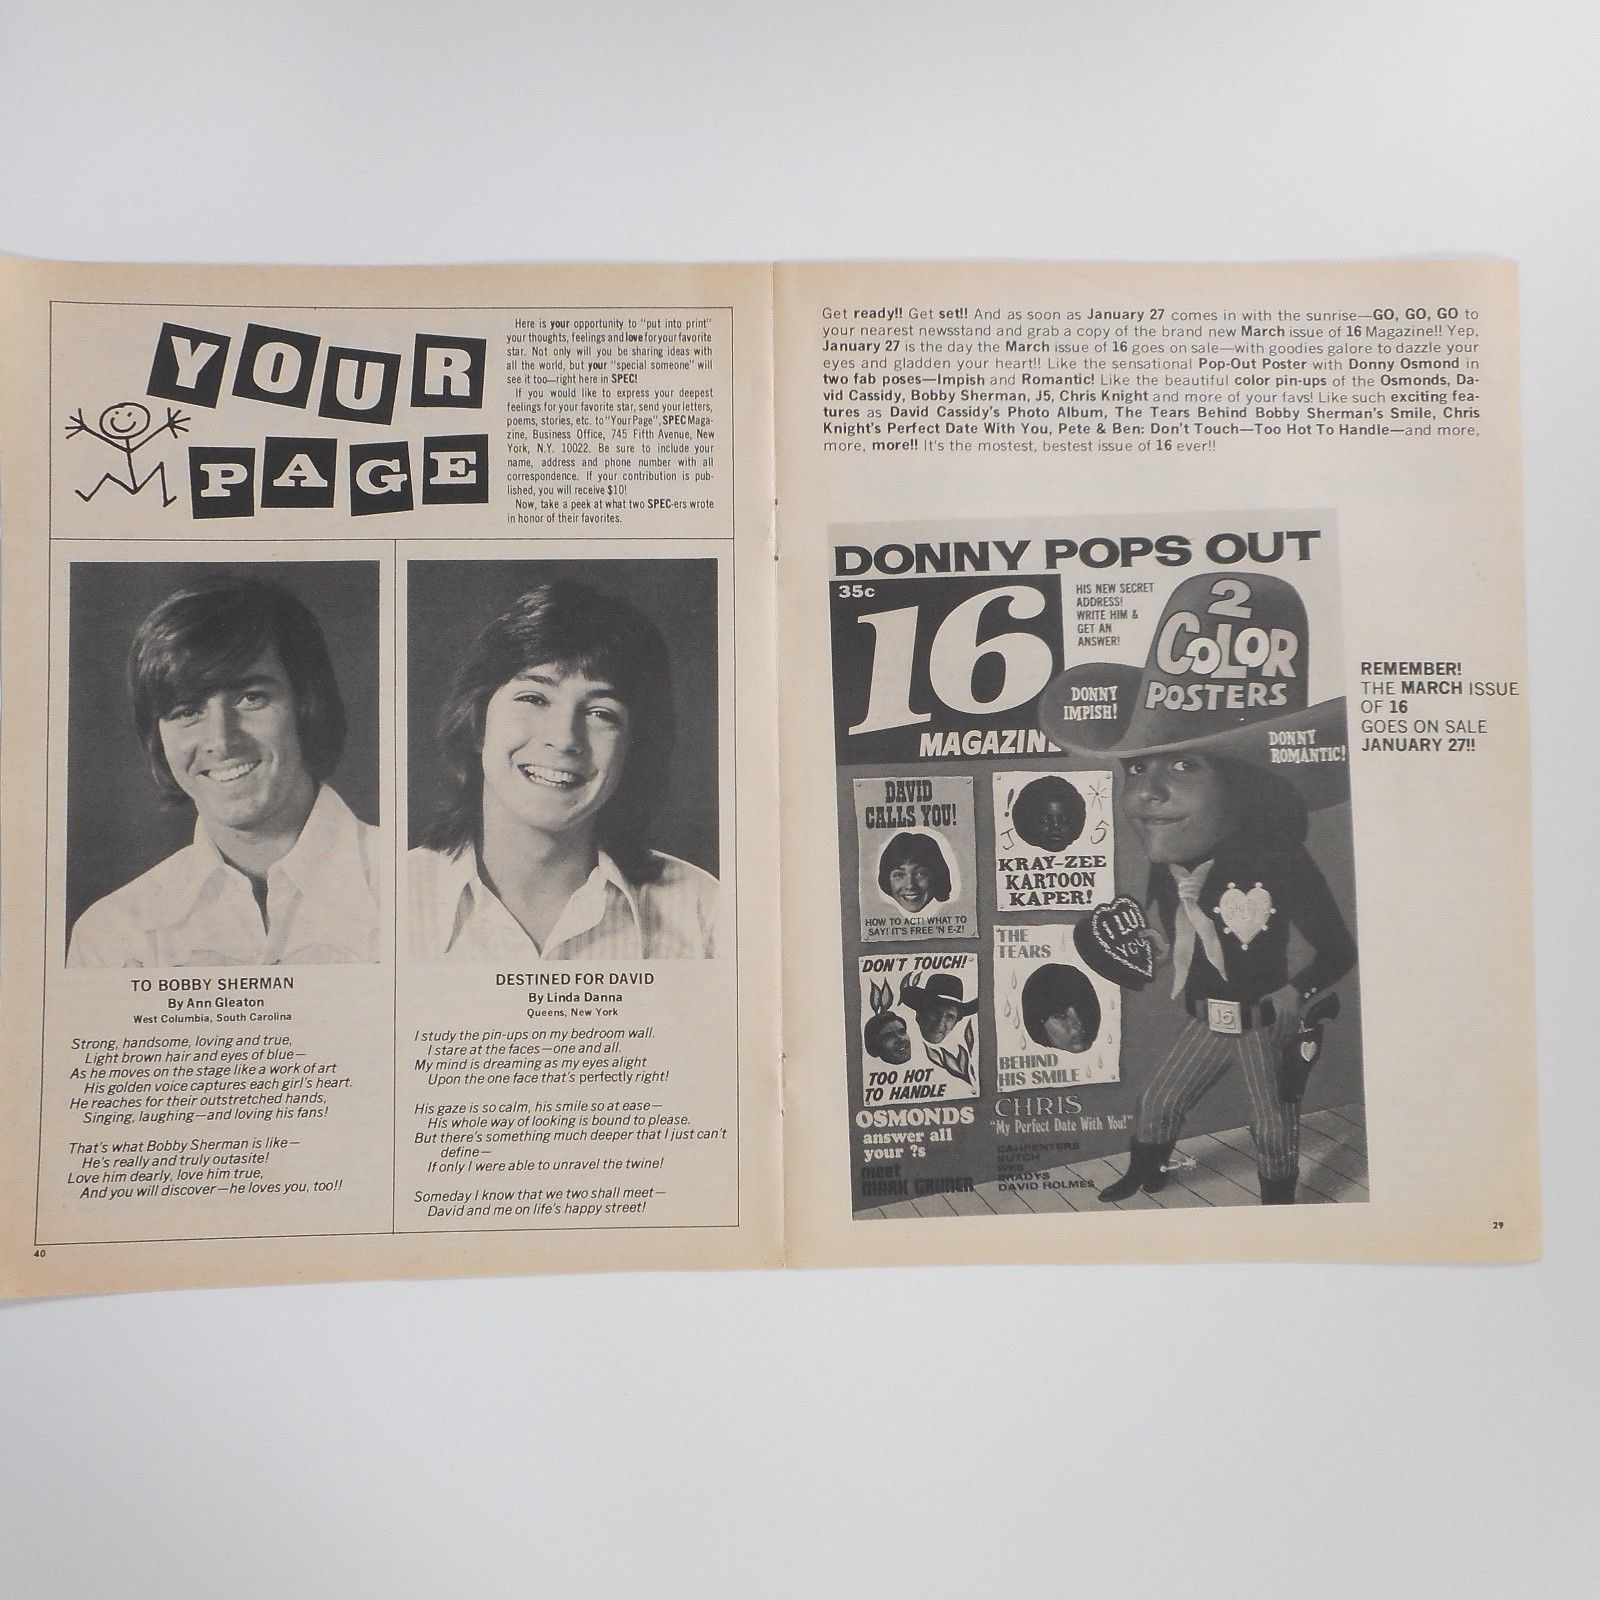 YOUR
PAGE
Here is your opportunity to "put into print"
your thoughts, feelings and love for your favorite
star. Not only will you be sharing ideas with
all the world, but your "special someone" will
see it too—right here in SPEC!
If you would like to express your deepest
feelings for your favorite star, send your letters,
poems, stories, etc. to "Your Page", SPEC Maga-
zine, Business Office, 745 Fifth Avenue, New
York, N.Y. 10022. Be sure to include your
name, address and phone number with all
correspondence. If your contribution is pub-
lished, you will receive $10!
Now, take a peek at what two SPEC-ers wrote
in honor of their favorites.
TO BOBBY SHERMAN
By Ann Gleaton
West Columbia, South Carolina
Strong, handsome, loving and true,
Light brown hair and eyes of blue—
As he moves on the stage like a work of art
His golden voice captures each girl's heart.
He reaches for their outstretched hands,
Singing, laughing—and loving his fans!
That's what Bobby Sherman is like—
He's really and truly outasite!
Love him dearly, love him true,
And you will discover—he loves you, too!!
40
DESTINED FOR DAVID
By Linda Danna
Queens, New York
I study the pin-ups on my bedroom wall.
I stare at the faces—one and all.
My mind is dreaming as my eyes alight
Upon the one face that's perfectly right!
His gaze is so calm, his smile so at ease—
His whole way of looking is bound to please.
But there's something much deeper that I just can't
define—
If only I were able to unravel the twine!
Someday I know that we two shall meet—
David and me on life's happy street!
Get ready!! Get set!! And as soon as January 27 comes in with the sunrise—GO, GO, GO to
your nearest newsstand and grab a copy of the brand new March issue of 16 Magazine!! Yep,
January 27 is the day the March issue of 16 goes on sale—with goodies galore to dazzle your
eyes and gladden your heart!! Like the sensational Pop-Out Poster with Donny Osmond in
two fab poses—Impish and Romantic! Like the beautiful color pin-ups of the Osmonds, Da-
vid Cassidy, Bobby Sherman, J5, Chris Knight and more of your favs! Like such exciting fea-
tures as David Cassidy's Photo Album, The Tears Behind Bobby Sherman's Smile, Chris
Knight's Perfect Date With You, Pete & Ben: Don't Touch—Too Hot To Handle—and more,
more, more!! It's the mostest, bestest issue of 16 ever!!
DONNY POPS OUT
35c
16
MAGAZINE
HIS NEW SECRET
ADDRESS!
WRITE HIM &
GET AN
ANSWER!
2
COLOR
POSTERS
DONNY
IMPISH!
DONNY
ROMANTIC!
DAVID
CALLS YOU!
HOW TO ACT! WHAT TO
SAY! IT'S FREE 'N E-Z!
! J 5
KRAY-ZEE
KARTOON
KAPER!
DON'T TOUCH!
TOO HOT
TO HANDLE
THE
TEARS
BEHIND
HIS SMILE
I LUV
YOU
16
OSMONDS
answer all
your ?s
meet
MARK GRUNER
CHRIS
"My Perfect Date With You!"
CARPENTERS
BUTCH
WES
BRADYS
DAVID HOLMES
REMEMBER!
THE MARCH ISSUE
OF 16
GOES ON SALE
JANUARY 27!!
29